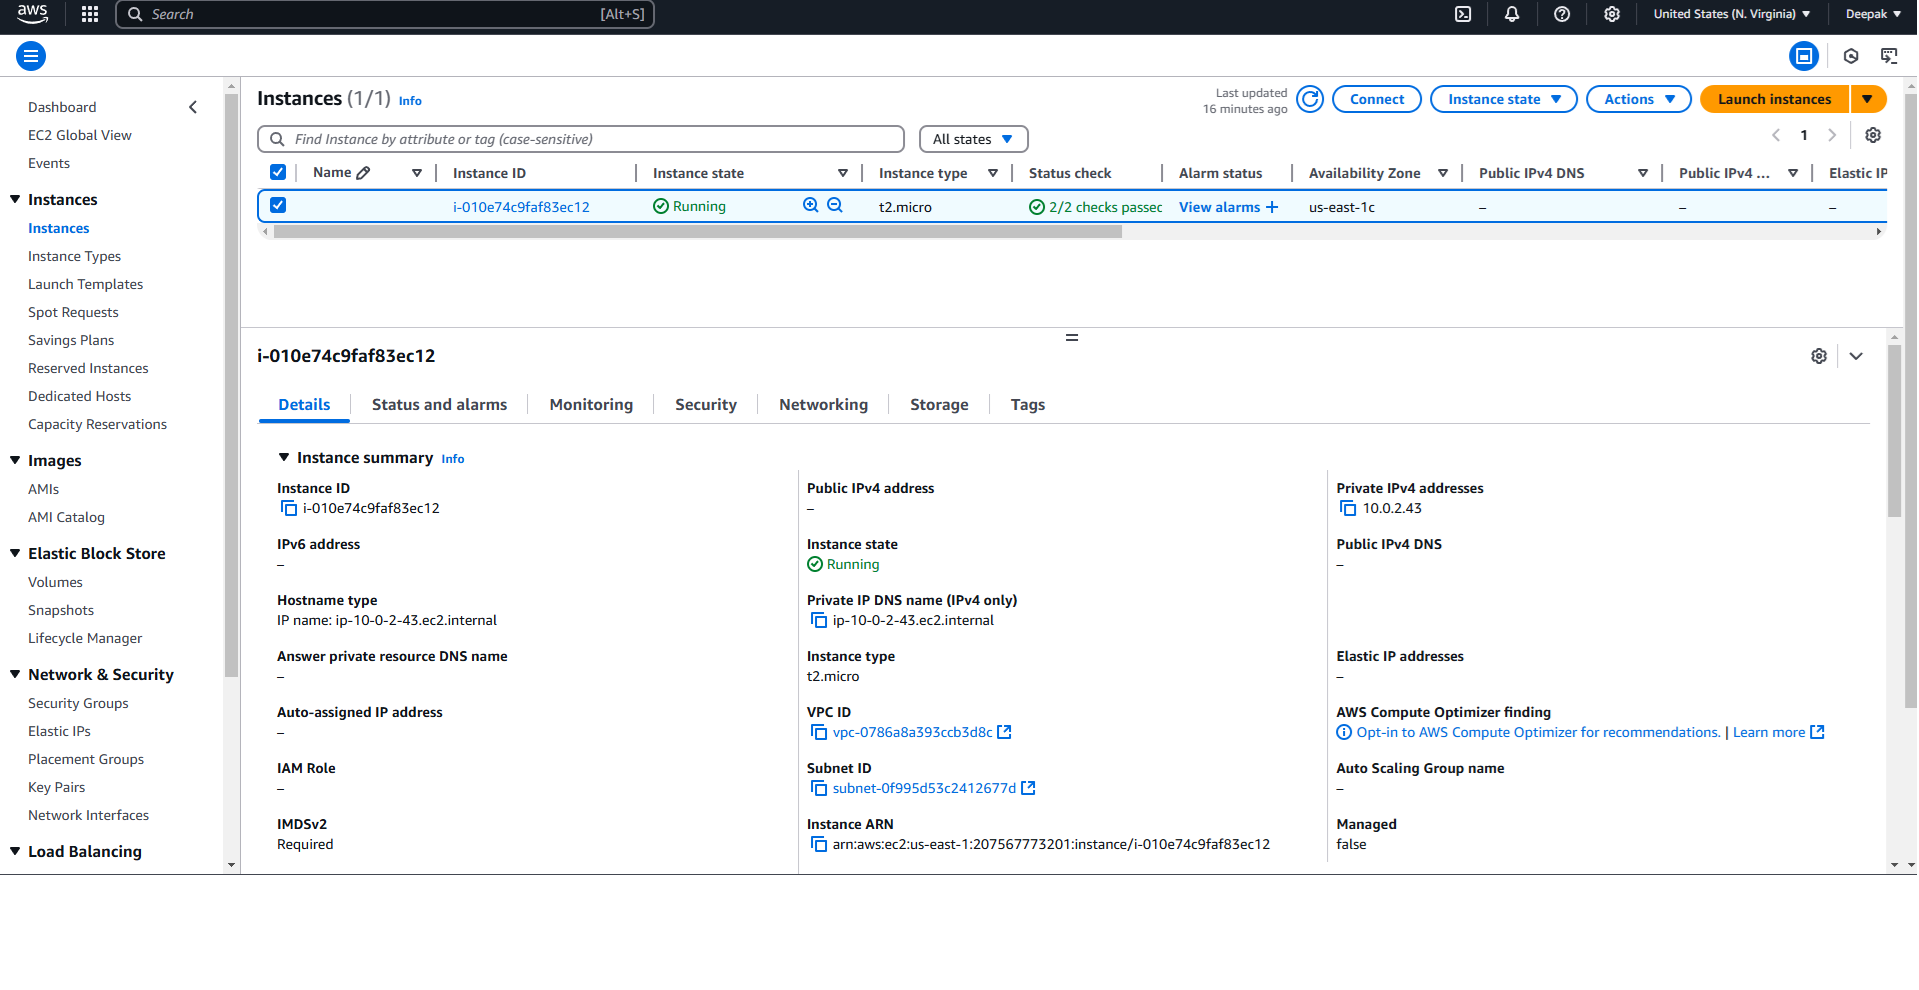 aws
Search [Alt+S]
United States (N. Virginia)
Deepak
Dashboard
EC2 Global View
Events
Instances
Instances
Instance Types
Launch Templates
Spot Requests
Savings Plans
Reserved Instances
Dedicated Hosts
Capacity Reservations
Images
AMIs
AMI Catalog
Elastic Block Store
Volumes
Snapshots
Lifecycle Manager
Network & Security
Security Groups
Elastic IPs
Placement Groups
Key Pairs
Network Interfaces
Load Balancing
Instances (1/1) Info
Last updated
16 minutes ago
Connect
Instance state
Actions
Launch instances
Find Instance by attribute or tag (case-sensitive)
All states
1
Name Instance ID Instance state Instance type Status check Alarm status Availability Zone Public IPv4 DNS Public IPv4 ... Elastic IP
i-010e74c9faf83ec12 Running t2.micro 2/2 checks passec View alarms + us-east-1c – – –
i-010e74c9faf83ec12
Details
Status and alarms
Monitoring
Security
Networking
Storage
Tags
Instance summary Info
Instance ID
i-010e74c9faf83ec12
Public IPv4 address
–
Private IPv4 addresses
10.0.2.43
IPv6 address
–
Instance state
Running
Public IPv4 DNS
–
Hostname type
IP name: ip-10-0-2-43.ec2.internal
Private IP DNS name (IPv4 only)
ip-10-0-2-43.ec2.internal
Answer private resource DNS name
–
Instance type
t2.micro
Elastic IP addresses
–
Auto-assigned IP address
–
VPC ID
vpc-0786a8a393ccb3d8c
AWS Compute Optimizer finding
Opt-in to AWS Compute Optimizer for recommendations. | Learn more
IAM Role
–
Subnet ID
subnet-0f995d53c2412677d
Auto Scaling Group name
–
IMDSv2
Required
Instance ARN
arn:aws:ec2:us-east-1:207567773201:instance/i-010e74c9faf83ec12
Managed
false